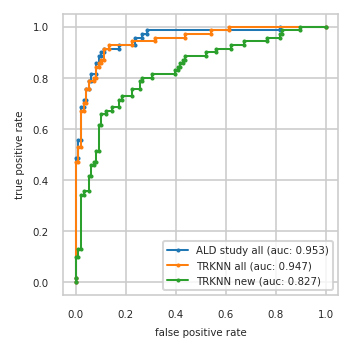 1.0
0.8
0.6
0.4
0.2
0.0
true positive rate
ALD study all (auc: 0.953)
TRKNN all (auc: 0.947)
TRKNN new (auc: 0.827)
0.0 0.2 0.4 0.6 0.8 1.0
false positive rate